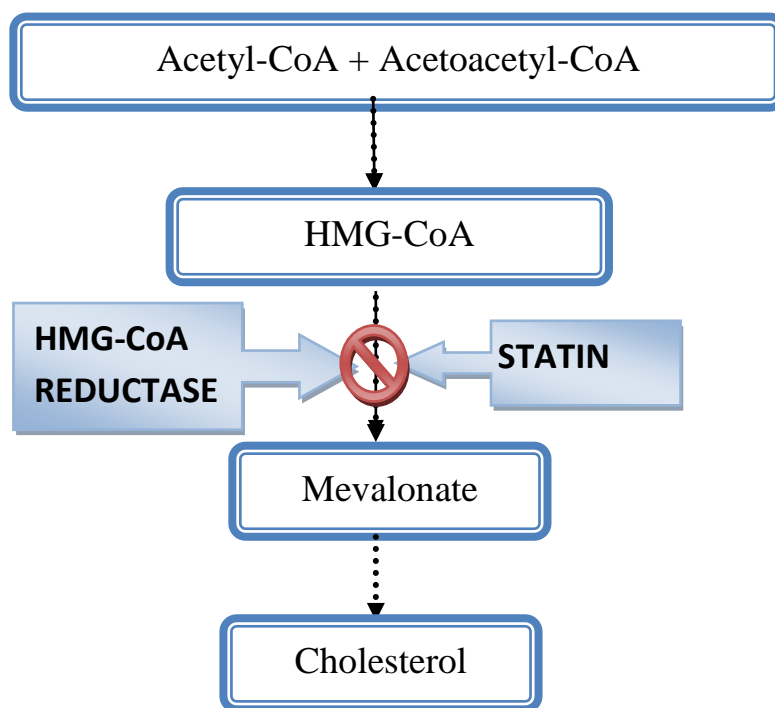 Acetyl-CoA + Acetoacetyl-CoA
HMG-CoA
HMG-CoA
REDUCTASE
STATIN
Mevalonate
Cholesterol